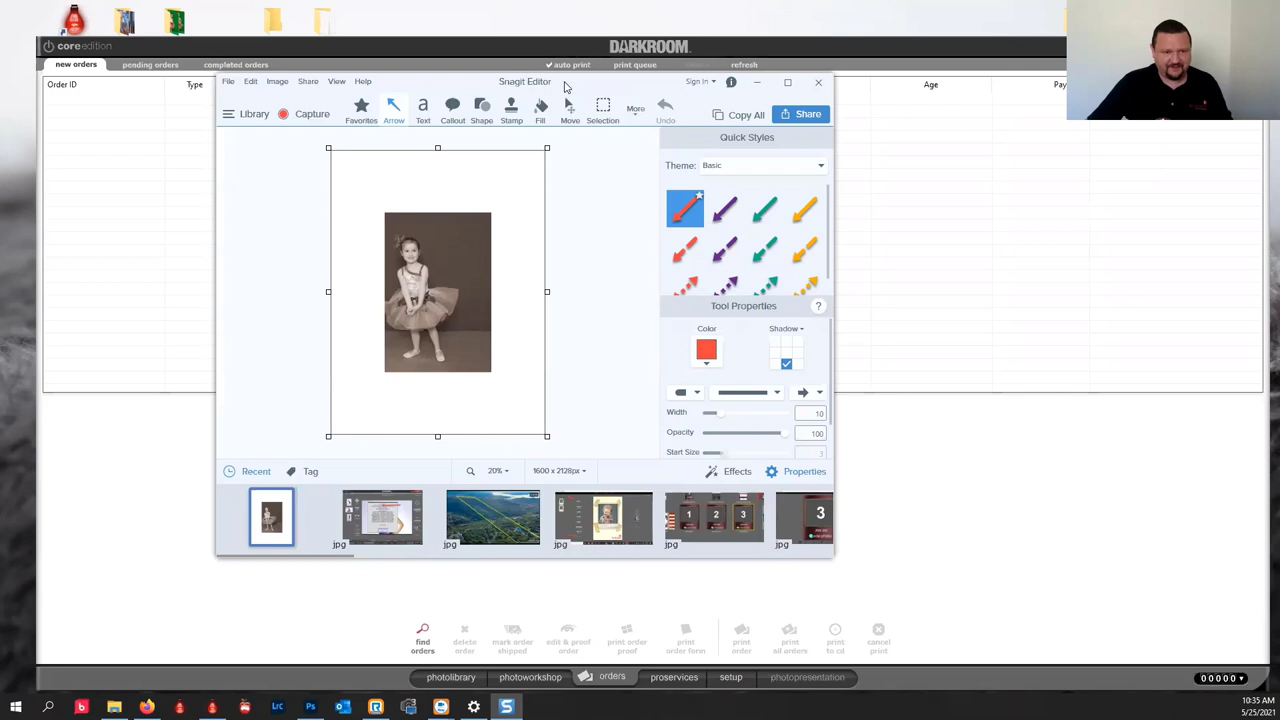 core edition
DARKROOM
new orders
pending orders
completed orders
auto print
print queue
refresh
Order ID
Type
Age
Pay
File
Edit
Image
Share
View
Help
Snagit Editor
Sign In
Library
Capture
Favorites
Arrow
Text
Callout
Shape
Stamp
Fill
Move
Selection
More
Undo
Copy All
Share
Quick Styles
Theme:
Basic
Tool Properties
?
Color
Shadow
Width
10
Opacity
100
Start Size
3
Recent
Tag
20%
1600 x 2128px
Effects
Properties
1
2
3
3
jpg
jpg
jpg
jpg
find orders
delete order
mark order shipped
edit & proof order
print order proof
print order form
print order
print all orders
print to cd
cancel print
photolibrary
photoworkshop
orders
proservices
setup
photopresentation
00000
Lrc
Ps
10:35 AM
5/25/2021